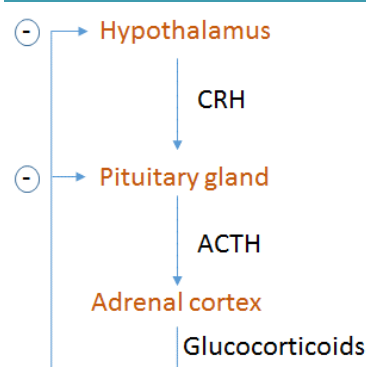 (-) Hypothalamus
CRH
(-) Pituitary gland
ACTH
Adrenal cortex
Glucocorticoids